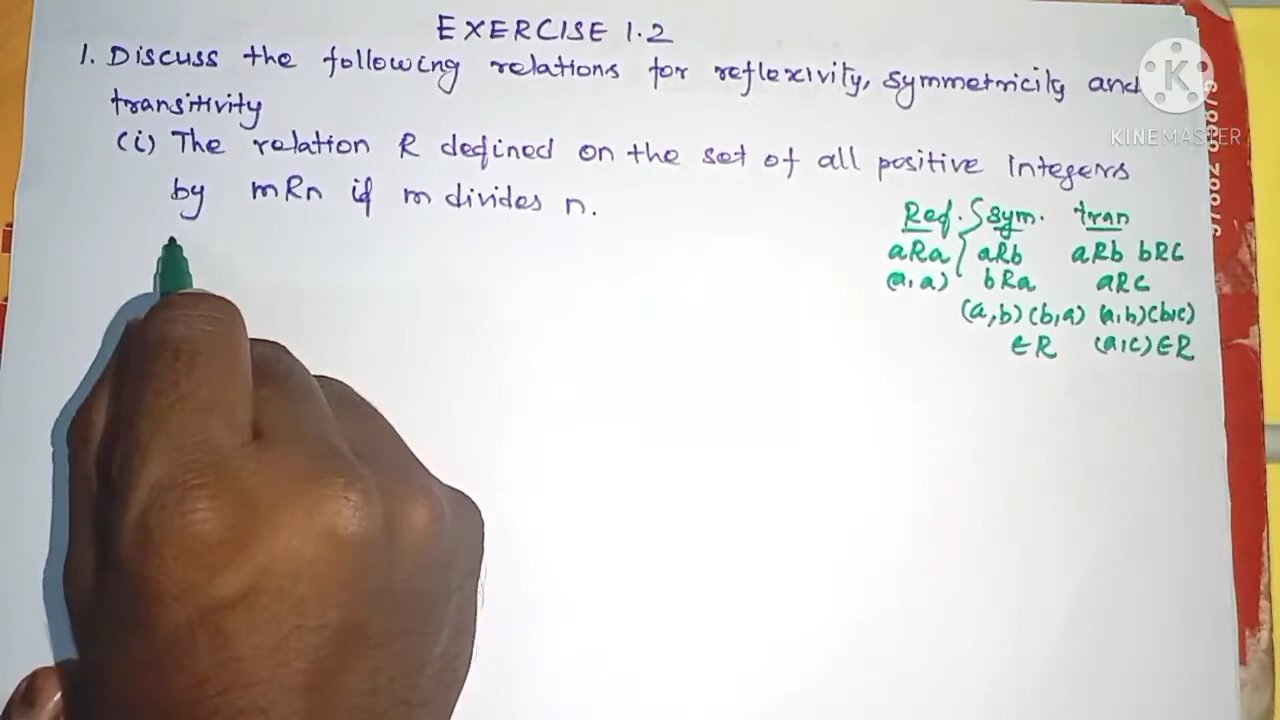 EXERCISE 1.2
1. Discuss the following relations for reflexivity, symmetricity and
transitivity
(i) The relation R defined on the set of all positive integers
by mRn if m divides n.
Ref. Sym. tran
aRa aRb aRb bRc
(a,a) bRa aRc
(a,b)(b,a) (a,b)(b,c)
∈R (a,c)∈R
K
KINEMASTER